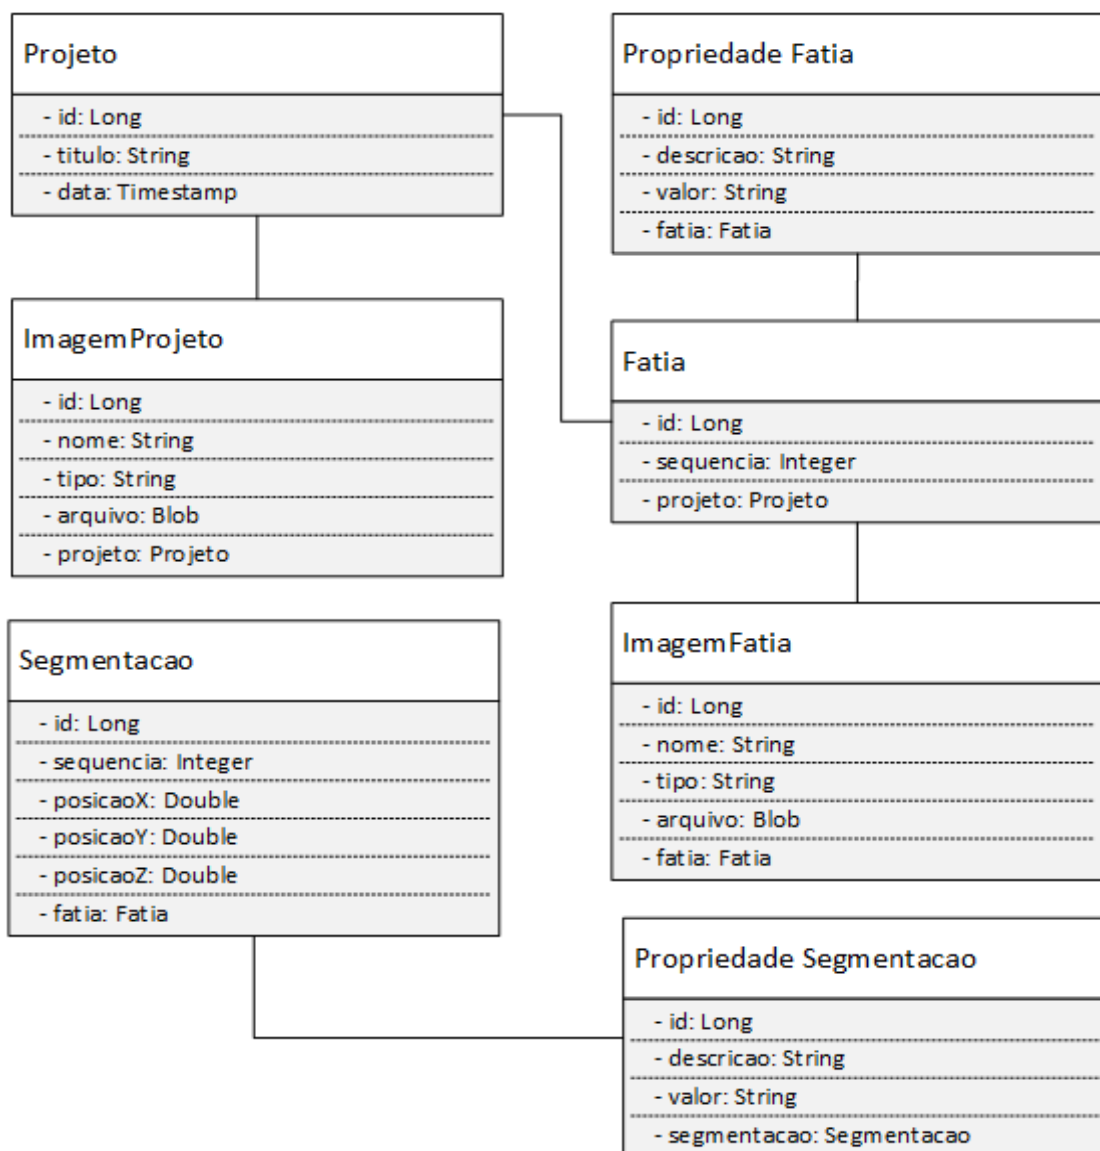 Projeto
- id: Long
- titulo: String
- data: Timestamp
Propriedade Fatia
- id: Long
- descricao: String
- valor: String
- fatia: Fatia
ImagemProjeto
- id: Long
- nome: String
- tipo: String
- arquivo: Blob
- projeto: Projeto
Fatia
- id: Long
- sequencia: Integer
- projeto: Projeto
Segmentacao
- id: Long
- sequencia: Integer
- posicaoX: Double
- posicaoY: Double
- posicaoZ: Double
- fatia: Fatia
ImagemFatia
- id: Long
- nome: String
- tipo: String
- arquivo: Blob
- fatia: Fatia
Propriedade Segmentacao
- id: Long
- descricao: String
- valor: String
- segmentacao: Segmentacao